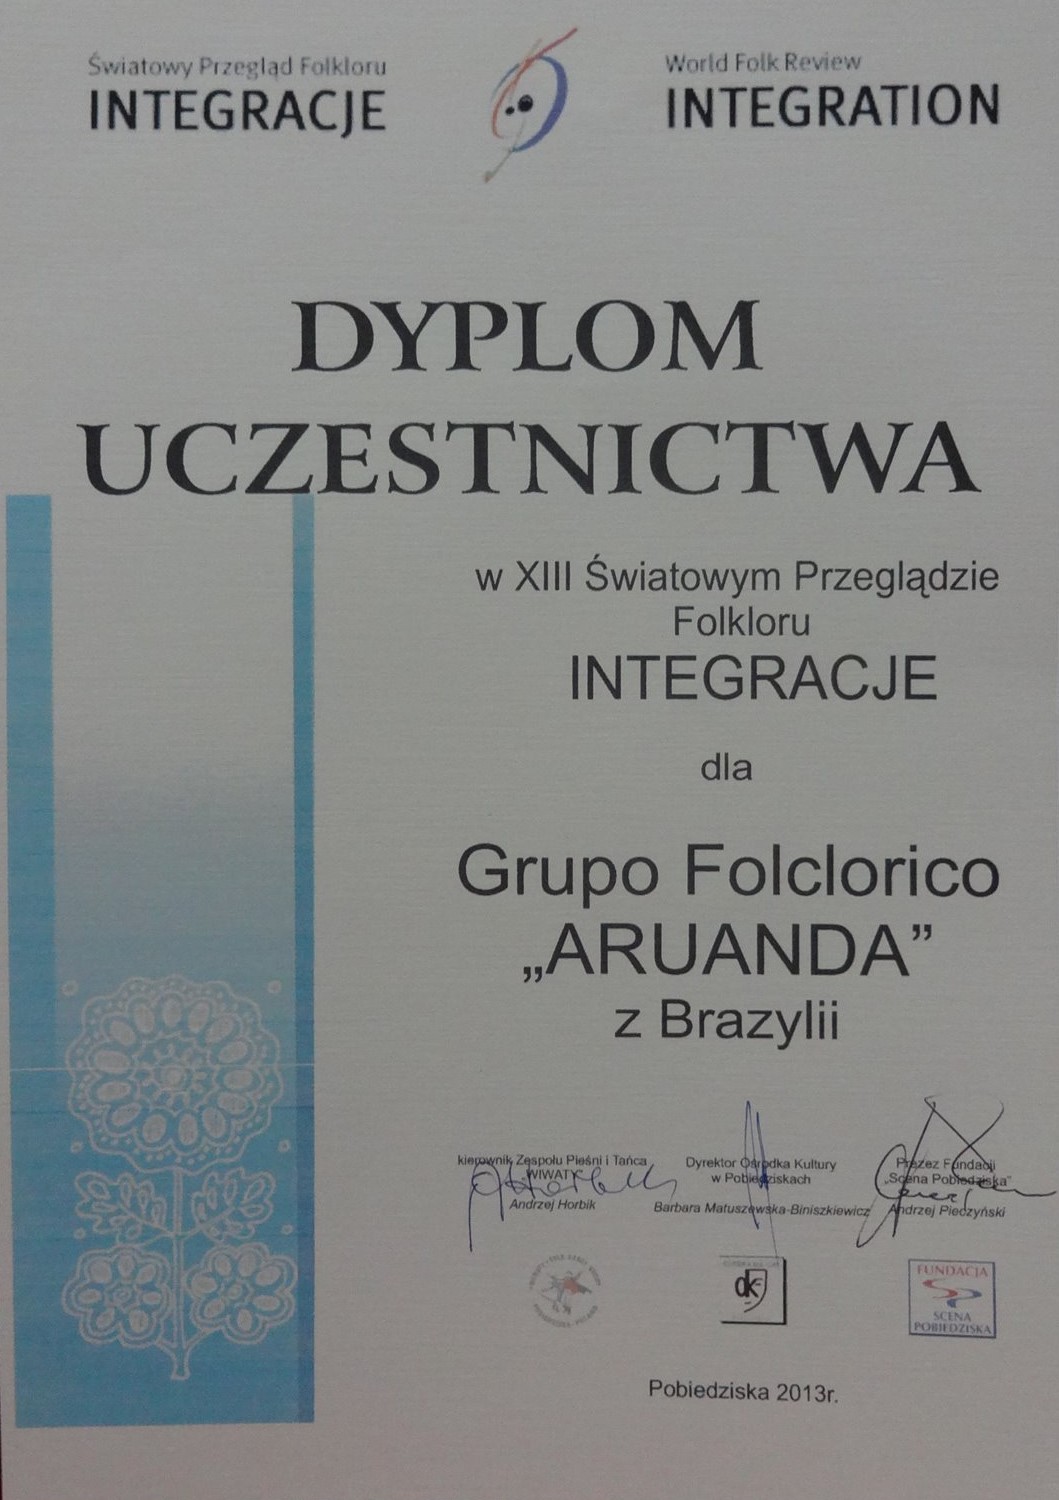 Światowy Przegląd Folkloru
INTEGRACJE
World Folk Review
INTEGRATION
DYPLOM
UCZESTNICTWA
w XIII Światowym Przeglądzie
Folkloru
INTEGRACJE
dla
Grupo Folclorico
„ARUANDA”
z Brazylii
kierownik Zespołu Pieśni i Tańca
WIWATY
Andrzej Horbik
Dyrektor Ośrodka Kultury
w Pobiedziskach
Barbara Matuszewska-Biniszkiewicz
Prezez Fundacji
„Scena Pobiedziska”
Andrzej Pieczyński
dk
FUNDACJA
SCENA
POBIEDZISKA
Pobiedziska 2013r.